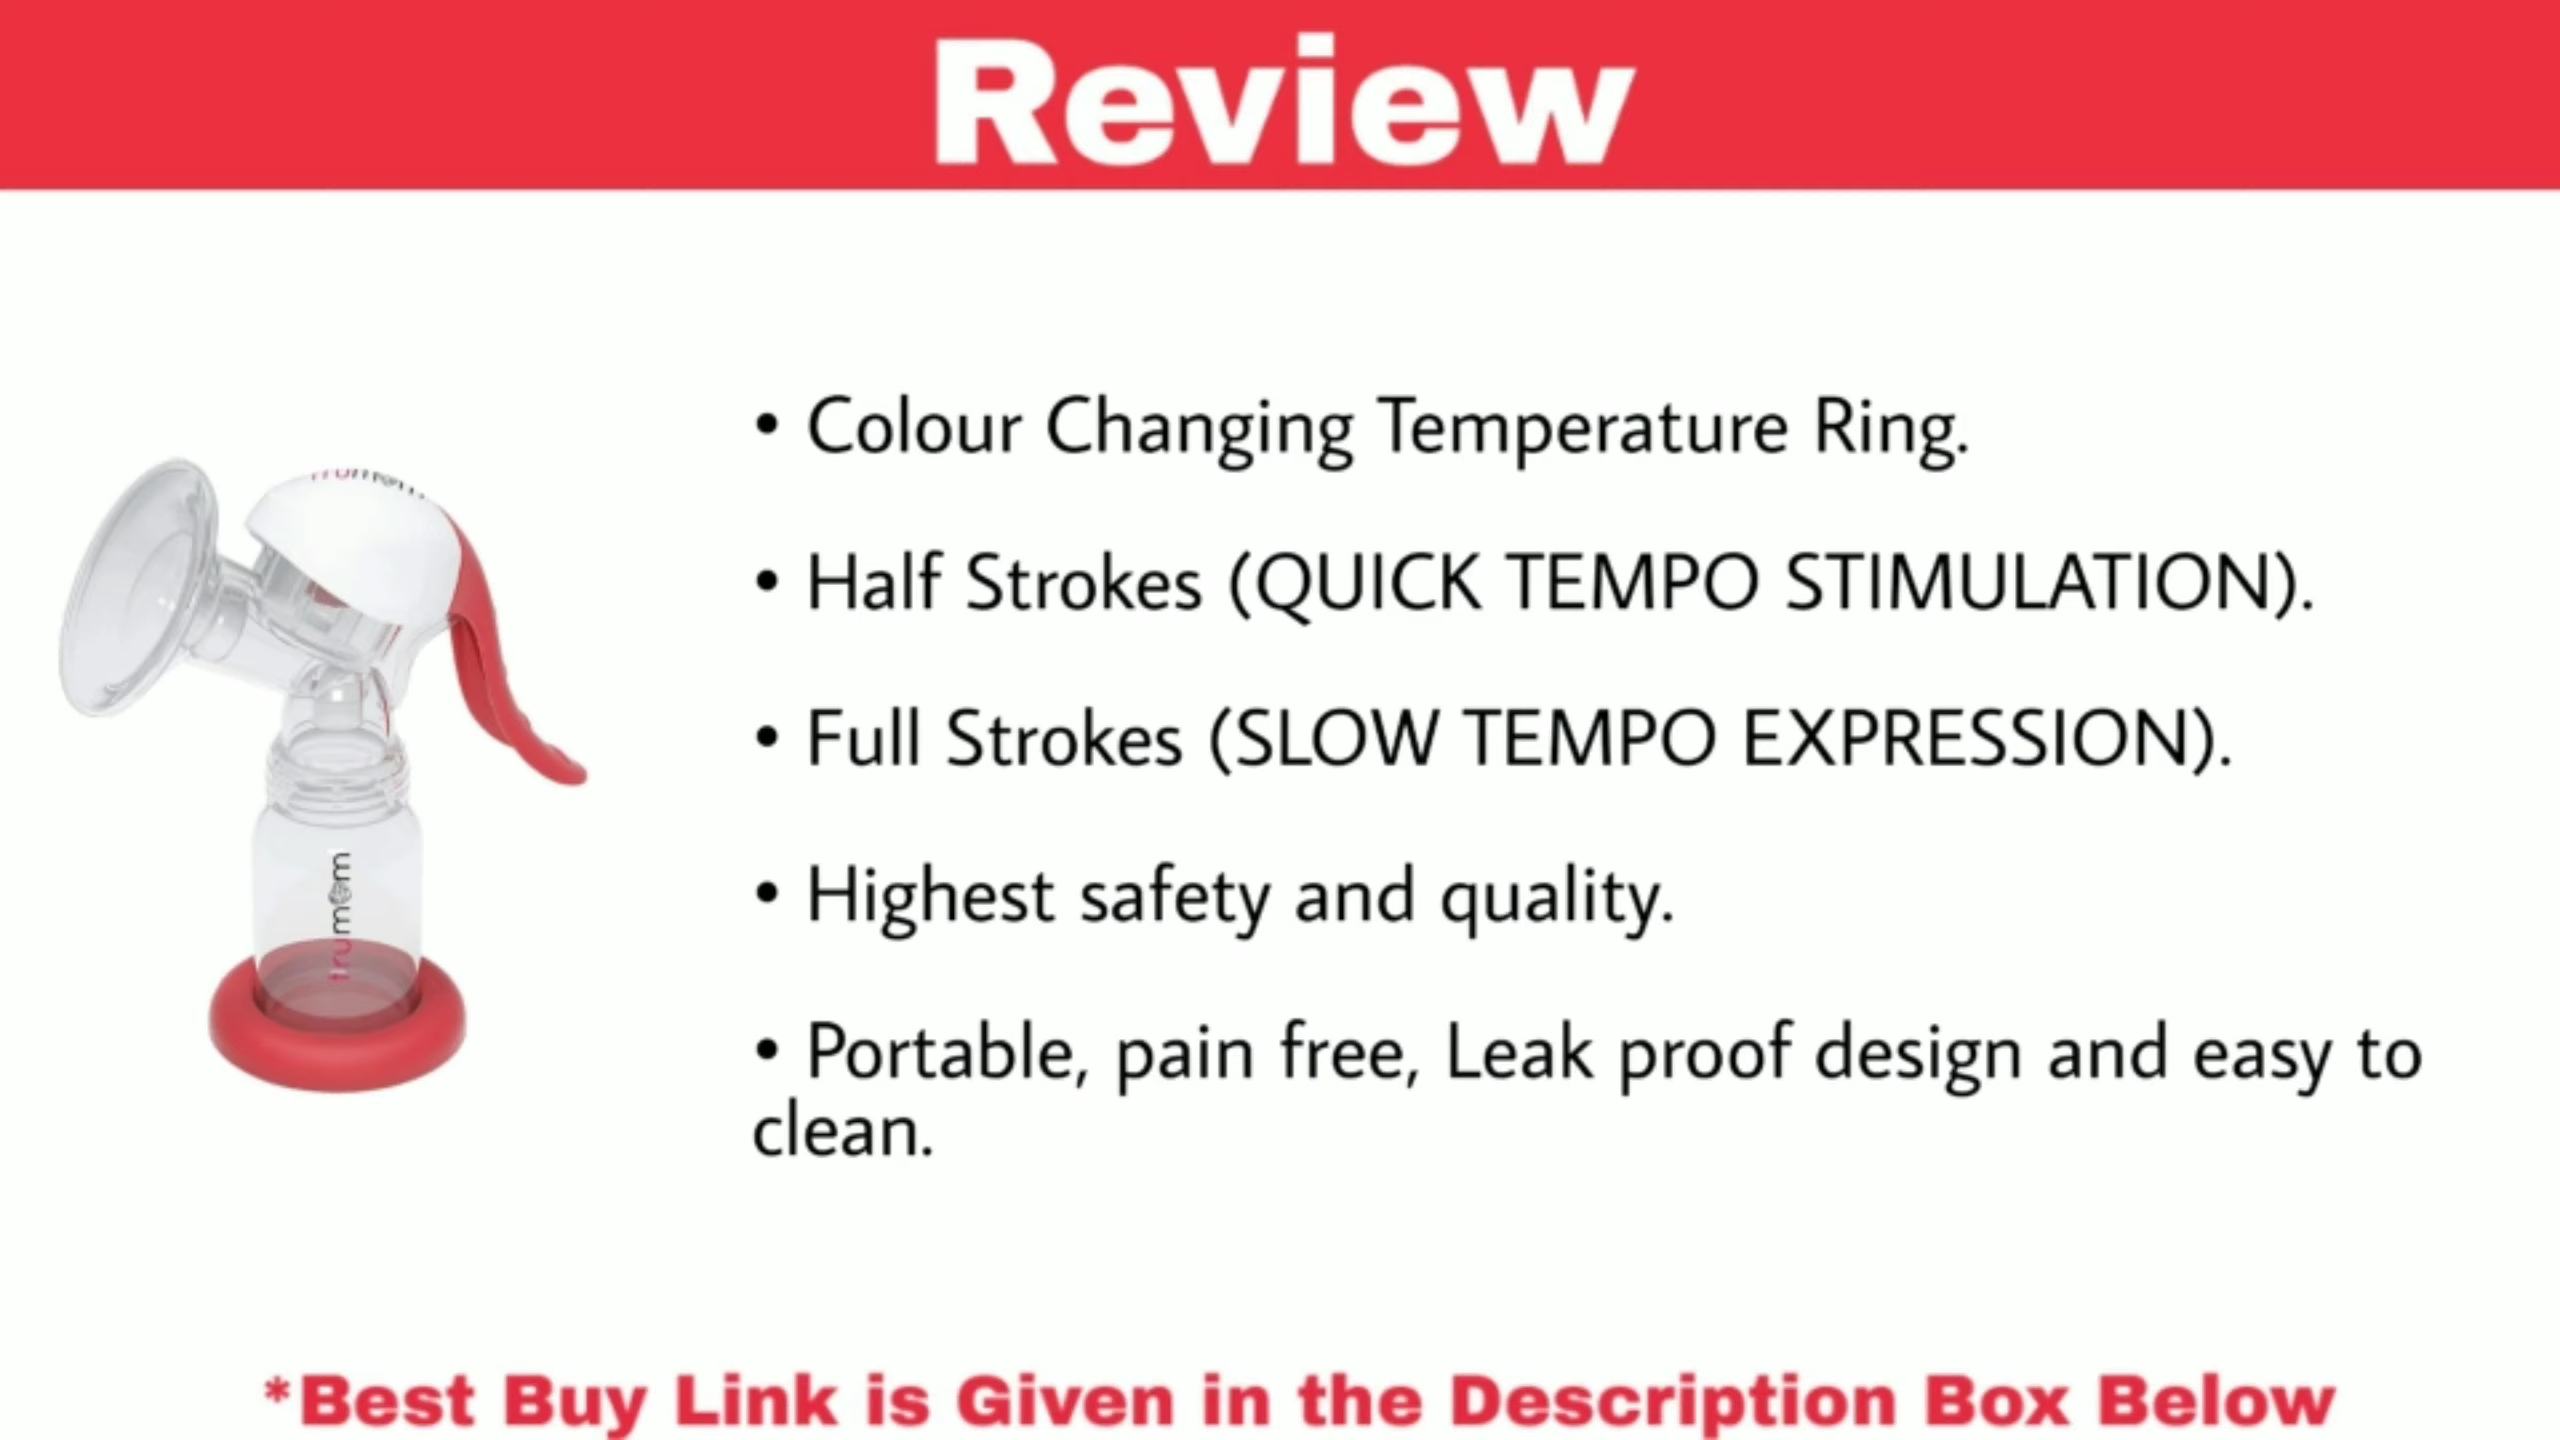 Review
• Colour Changing Temperature Ring.
• Half Strokes (QUICK TEMPO STIMULATION).
• Full Strokes (SLOW TEMPO EXPRESSION).
• Highest safety and quality.
• Portable, pain free, Leak proof design and easy to
clean.
trumom
trumom
*Best Buy Link is Given in the Description Box Below